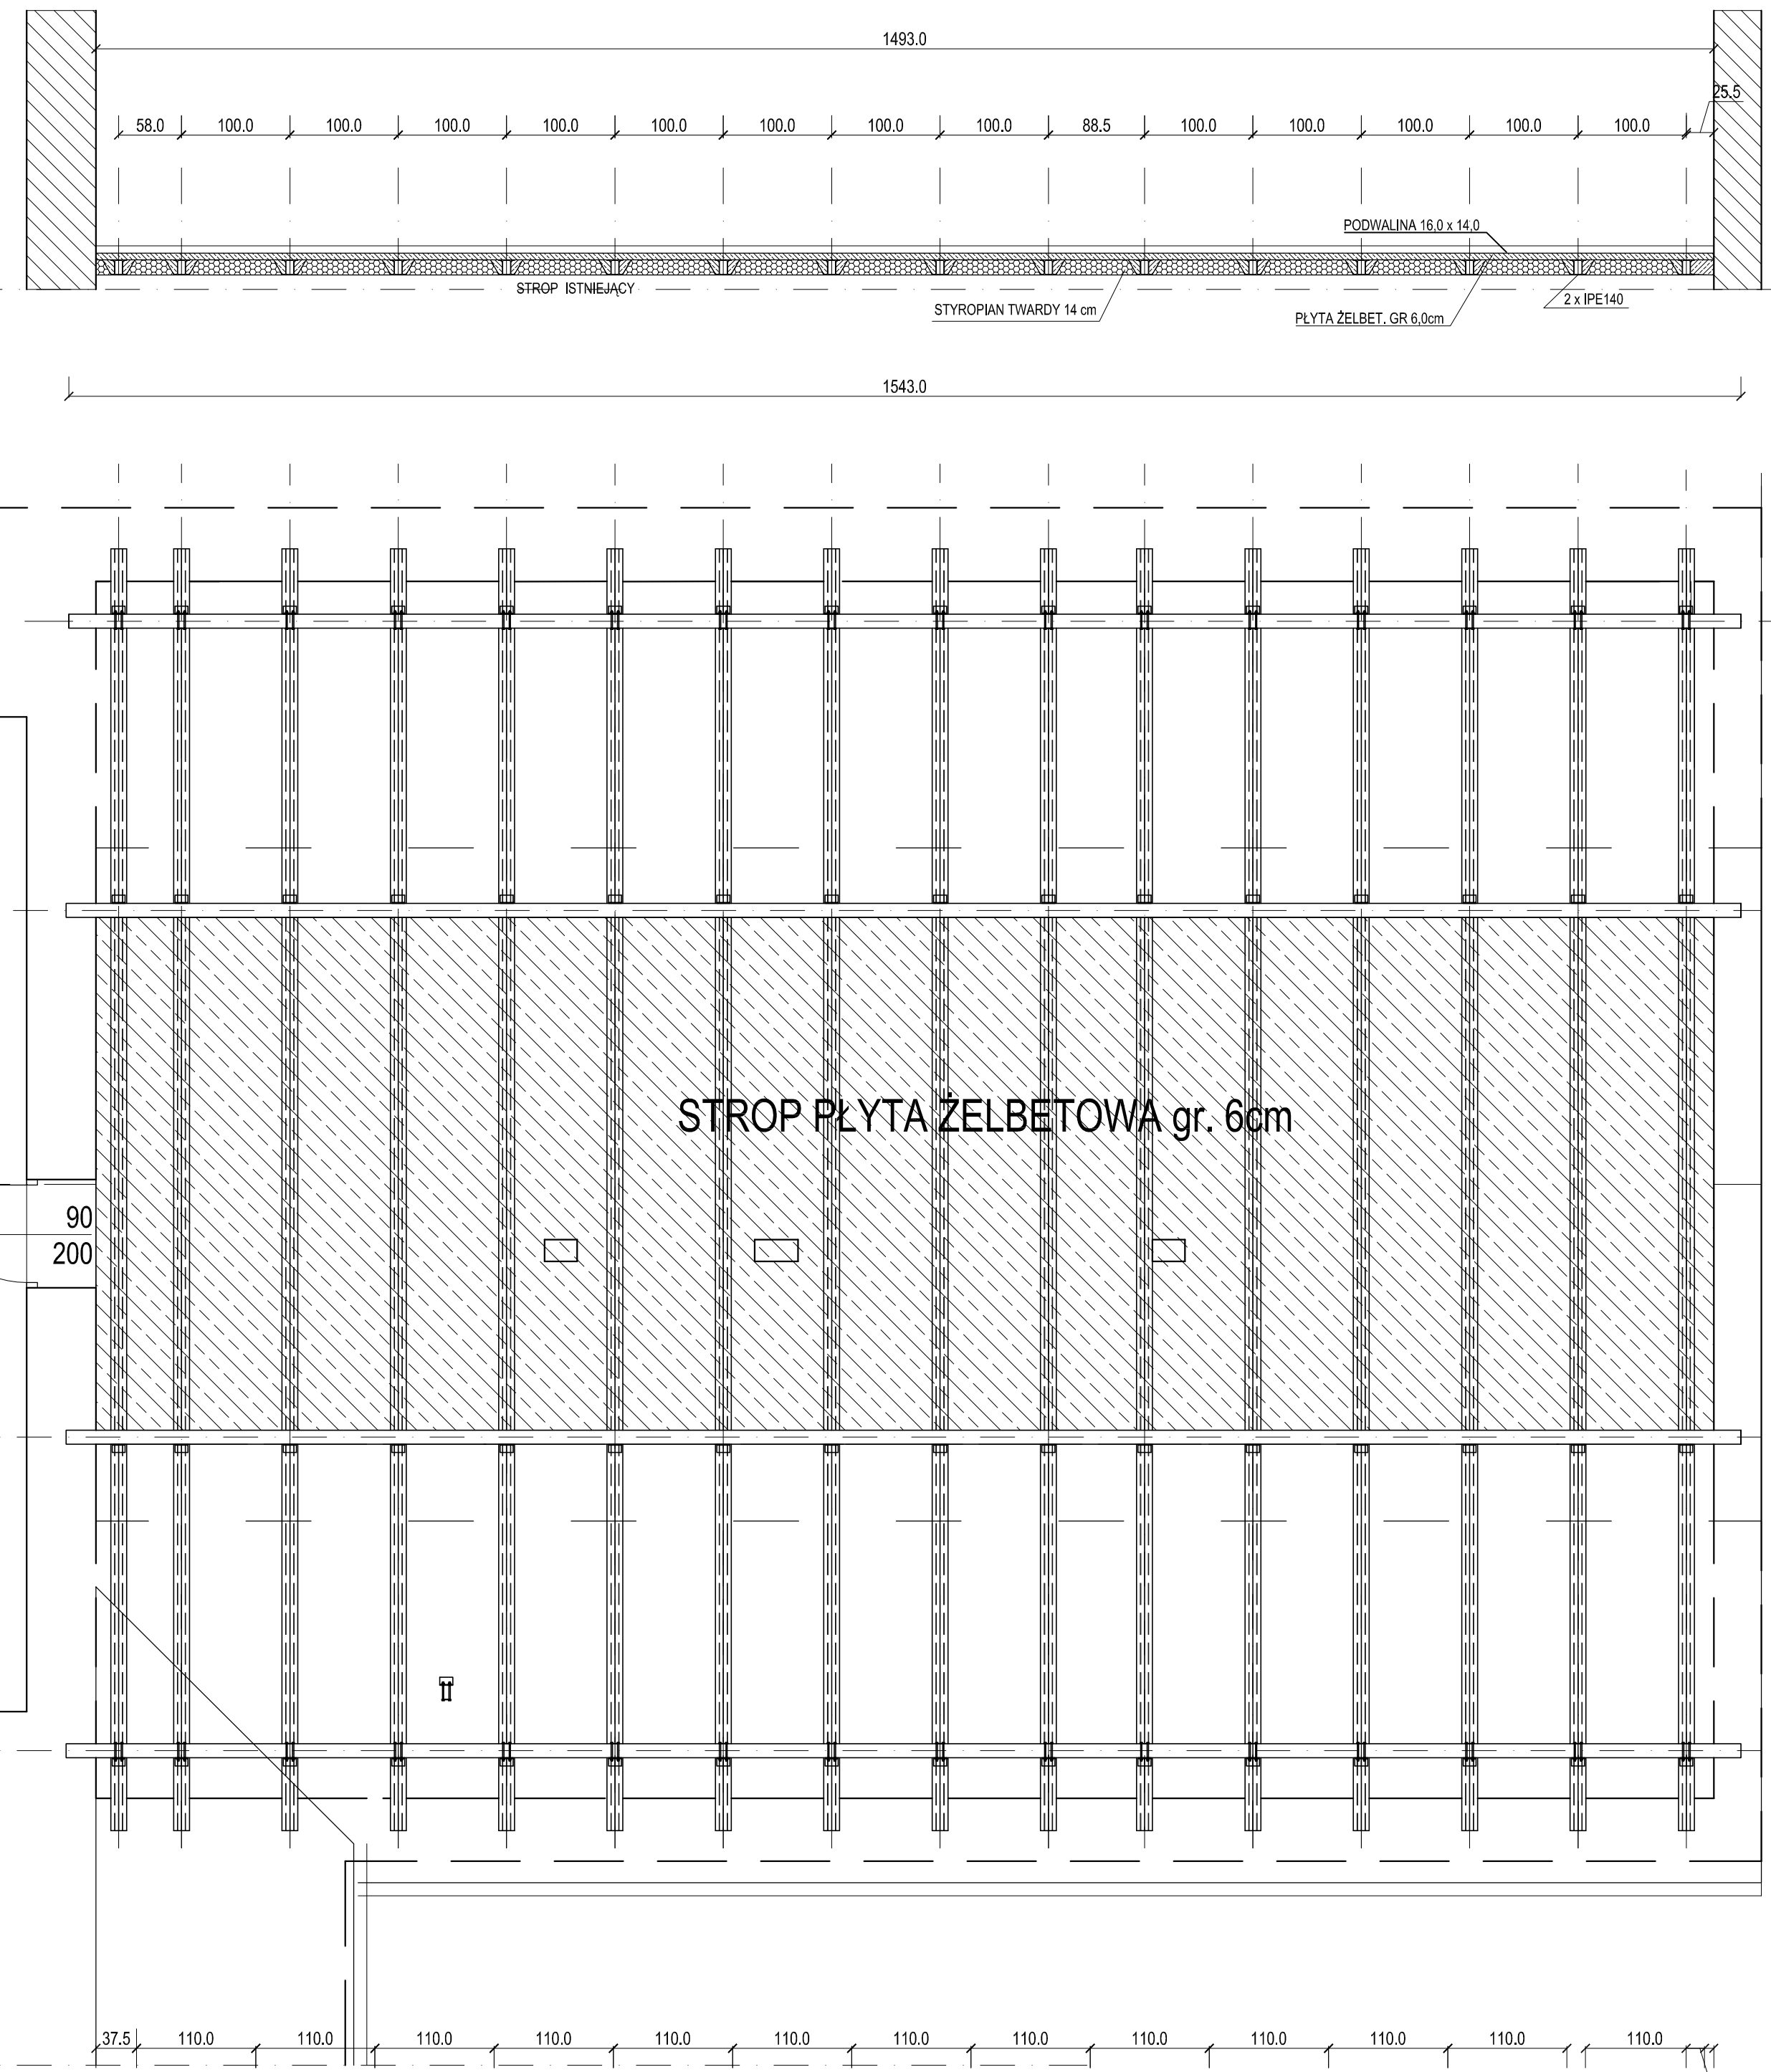 1493.0
25.5
58.0 100.0 100.0 100.0 100.0 100.0 100.0 100.0 100.0 88.5 100.0 100.0 100.0 100.0 100.0
PODWALINA 16,0 x 14,0
STROP ISTNIEJĄCY
STYROPIAN TWARDY 14 cm
2 x IPE140
PŁYTA ŻELBET. GR 6,0cm
1543.0
STROP PŁYTA ŻELBETOWA gr. 6cm
90
200
37.5 110.0 110.0 110.0 110.0 110.0 110.0 110.0 110.0 110.0 110.0 110.0 110.0 110.0